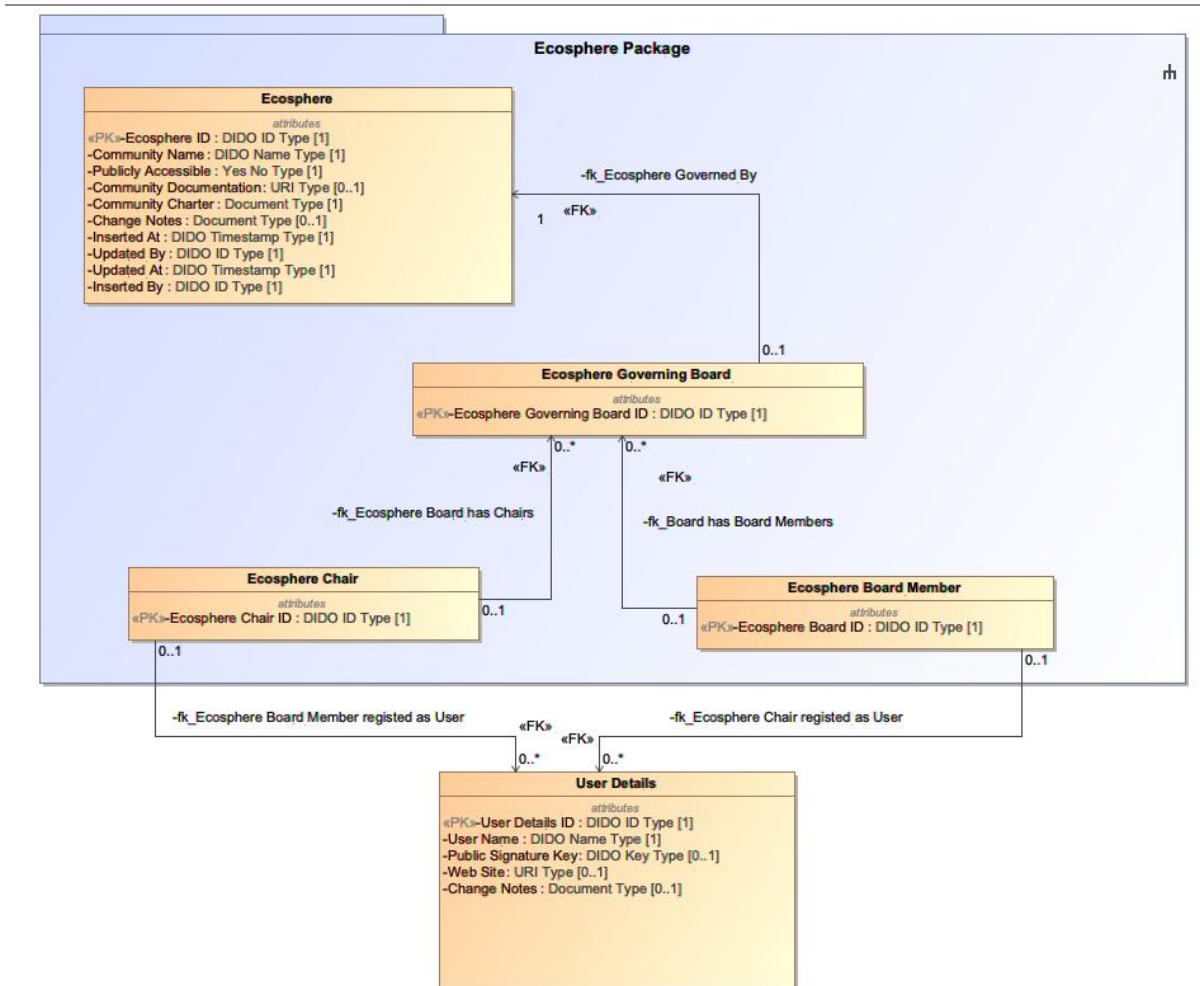 Ecosphere Package
Ecosphere
attributes
«PK»-Ecosphere ID : DIDO ID Type [1]
-Community Name : DIDO Name Type [1]
-Publicly Accessible : Yes No Type [1]
-Community Documentation : URI Type [0..1]
-Community Charter : Document Type [1]
-Change Notes : Document Type [0..1]
-Inserted At : DIDO Timestamp Type [1]
-Updated By : DIDO ID Type [1]
-Updated At : DIDO Timestamp Type [1]
-Inserted By : DIDO ID Type [1]
-fk_Ecosphere Governed By
«FK»
1
0..1
Ecosphere Governing Board
attributes
«PK»-Ecosphere Governing Board ID : DIDO ID Type [1]
0..*
0..*
«FK»
«FK»
-fk_Ecosphere Board has Chairs
-fk_Board has Board Members
Ecosphere Chair
attributes
«PK»-Ecosphere Chair ID : DIDO ID Type [1]
0..1
0..1
Ecosphere Board Member
attributes
«PK»-Ecosphere Board ID : DIDO ID Type [1]
0..1
0..1
-fk_Ecosphere Board Member registed as User
«FK»
-fk_Ecosphere Chair registed as User
«FK»
0..*
0..*
User Details
attributes
«PK»-User Details ID : DIDO ID Type [1]
-User Name : DIDO Name Type [1]
-Public Signature Key: DIDO Key Type [0..1]
-Web Site : URI Type [0..1]
-Change Notes : Document Type [0..1]